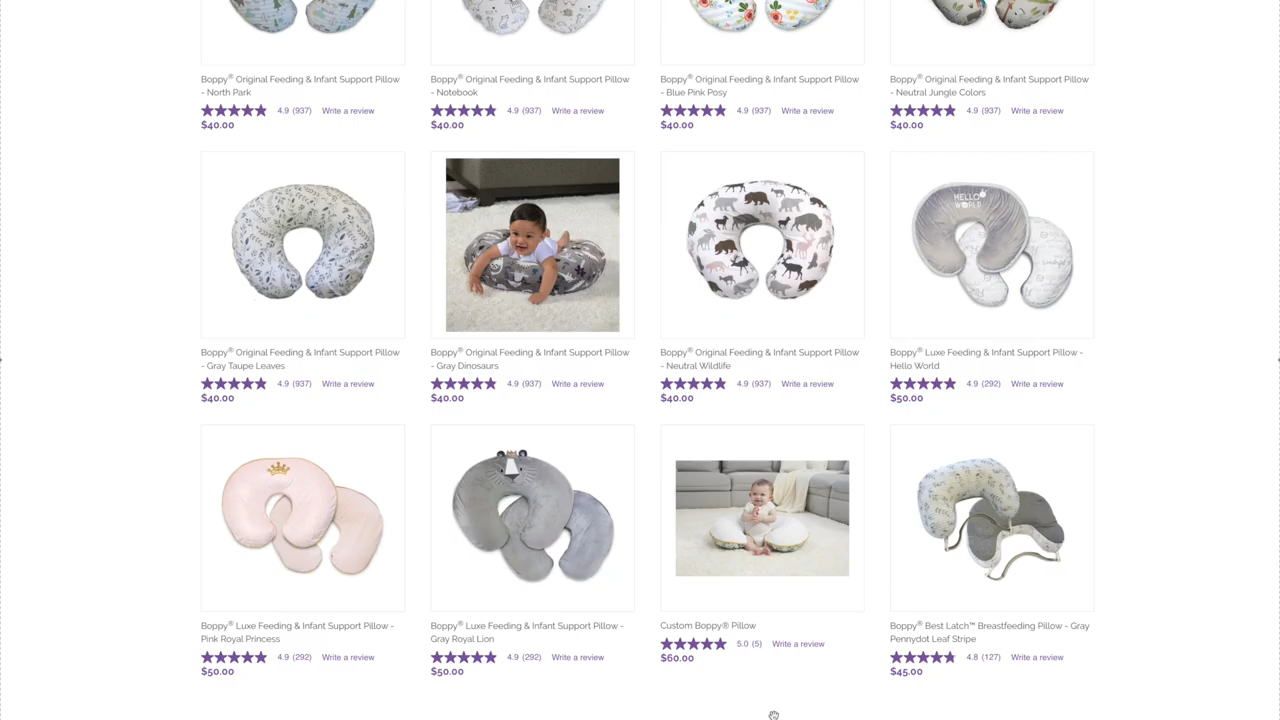 Boppy® Original Feeding & Infant Support Pillow
- North Park
4.9 (937) Write a review
$40.00
Boppy® Original Feeding & Infant Support Pillow
- Notebook
4.9 (937) Write a review
$40.00
Boppy® Original Feeding & Infant Support Pillow
- Blue Pink Posy
4.9 (937) Write a review
$40.00
Boppy® Original Feeding & Infant Support Pillow
- Neutral Jungle Colors
4.9 (937) Write a review
$40.00
HELLO
WORLD
Boppy® Original Feeding & Infant Support Pillow
- Gray Taupe Leaves
4.9 (937) Write a review
$40.00
Boppy® Original Feeding & Infant Support Pillow
- Gray Dinosaurs
4.9 (937) Write a review
$40.00
Boppy® Original Feeding & Infant Support Pillow
- Neutral Wildlife
4.9 (937) Write a review
$40.00
Boppy® Luxe Feeding & Infant Support Pillow -
Hello World
4.9 (292) Write a review
$50.00
Boppy® Luxe Feeding & Infant Support Pillow -
Pink Royal Princess
4.9 (292) Write a review
$50.00
Boppy® Luxe Feeding & Infant Support Pillow -
Gray Royal Lion
4.9 (292) Write a review
$50.00
Custom Boppy® Pillow
5.0 (5) Write a review
$60.00
Boppy® Best Latch™ Breastfeeding Pillow - Gray
Pennydot Leaf Stripe
4.8 (127) Write a review
$45.00